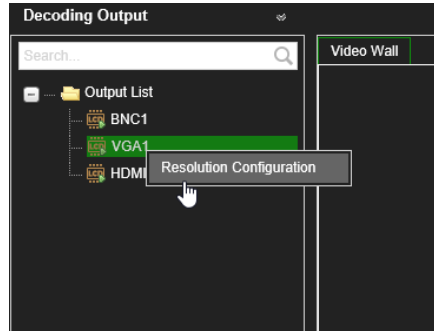 Decoding Output
Search...
Video Wall
Output List
BNC1
VGA1
Resolution Configuration